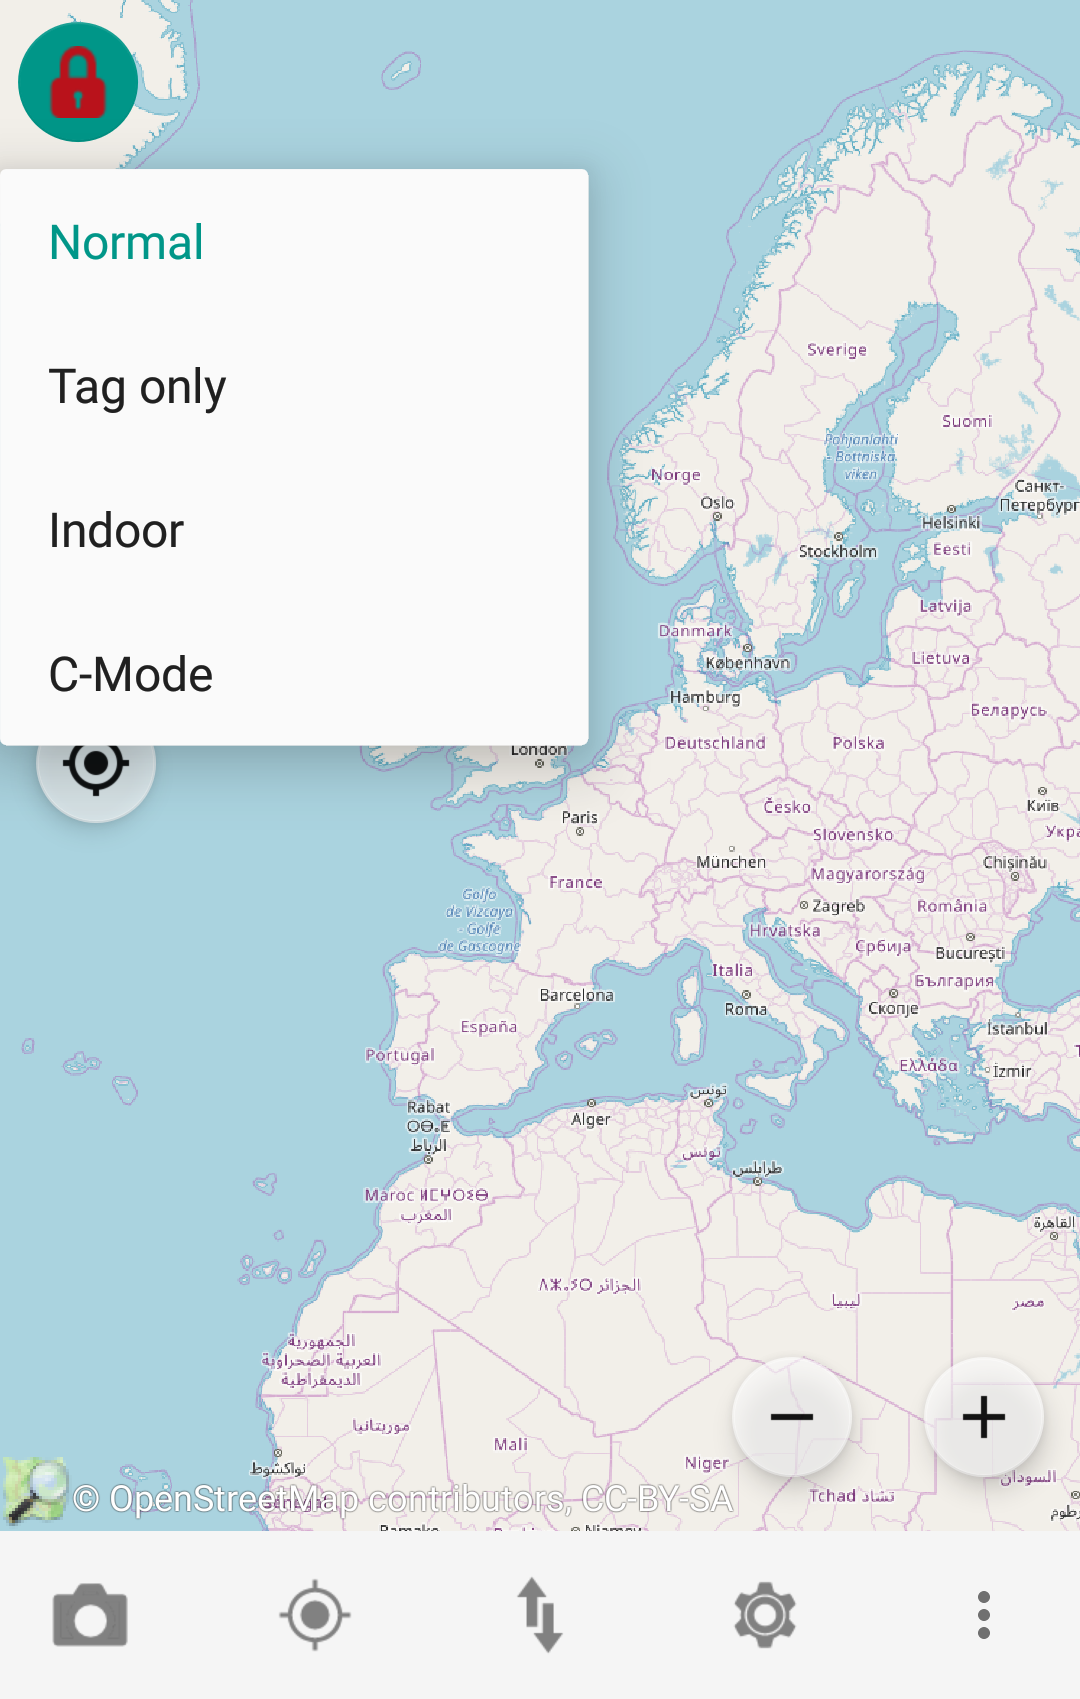 Normal
Tag only
Indoor
C-Mode
Sverige
Suomi
Pohjanlahti
- Bottniska
viken
Norge
Oslo
Санкт-
Петербург
Helsinki
Stockholm
Eesti
Latvija
Danmark
København
Lietuva
Hamburg
Беларусь
Deutschland
Polska
London
Česko
Київ
Paris
Slovensko
Укра
München
Chișinău
France
Magyarország
Golfo
de Vizcaya
- Golfe
de Gascogne
Zagreb
România
Hrvatska
Србија
București
Italia
България
Barcelona
Roma
Скопје
España
İstanbul
Portugal
Ελλάδα
İzmir
تونس
Rabat
ⵔⴱⴰⵟ
الرباط
Alger
تونس
طرابلس
Maroc ⵍⵎⵖⵔⵉⴱ
المغرب
القاهرة
ⴷⵣⴰⵢⵔ الجزائر
ليبيا
مصر
الجمهورية
العربية الصحراوية
الديمقراطية
موريتانيا
Mali
نواكشوط
Niger
السودان
Tchad تشاد
© OpenStreetMap contributors, CC-BY-SA
Bamako
Niamey